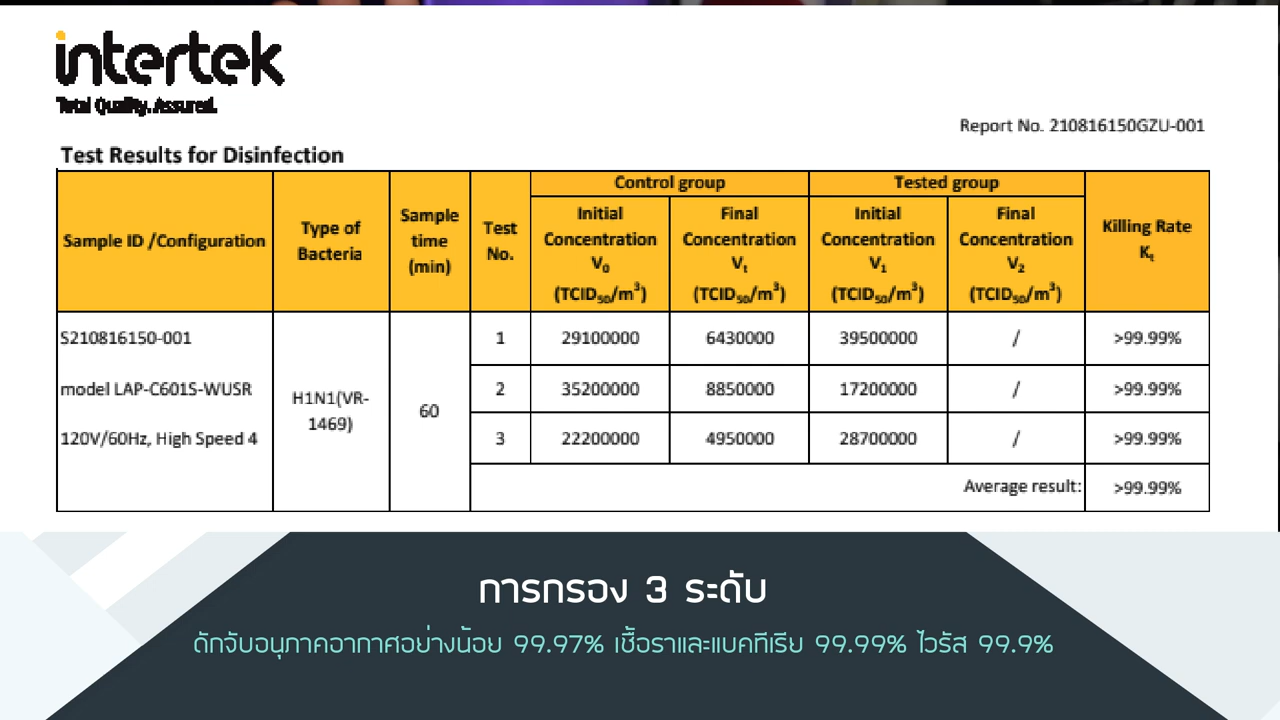 intertek
Total Quality. Assured.
Report No. 210816150GZU-001
Test Results for Disinfection
Sample ID /Configuration
Type of
Bacteria
Sample
time
(min)
Test
No.
Control group
Tested group
Initial
Concentration
V₀
(TCID₅₀/m³)
Final
Concentration
Vₜ
(TCID₅₀/m³)
Initial
Concentration
V₁
(TCID₅₀/m³)
Final
Concentration
V₂
(TCID₅₀/m³)
Killing Rate
Kₜ
S210816150-001
model LAP-C601S-WUSR
120V/60Hz, High Speed 4
H1N1(VR-
1469)
60
1 29100000 6430000 39500000 / >99.99%
2 35200000 8850000 17200000 / >99.99%
3 22200000 4950000 28700000 / >99.99%
Average result: >99.99%
การกรอง 3 ระดับ
ดักจับอนุภาคอากาศอย่างน้อย 99.97% เชื้อราและแบคทีเรีย 99.99% ไวรัส 99.9%